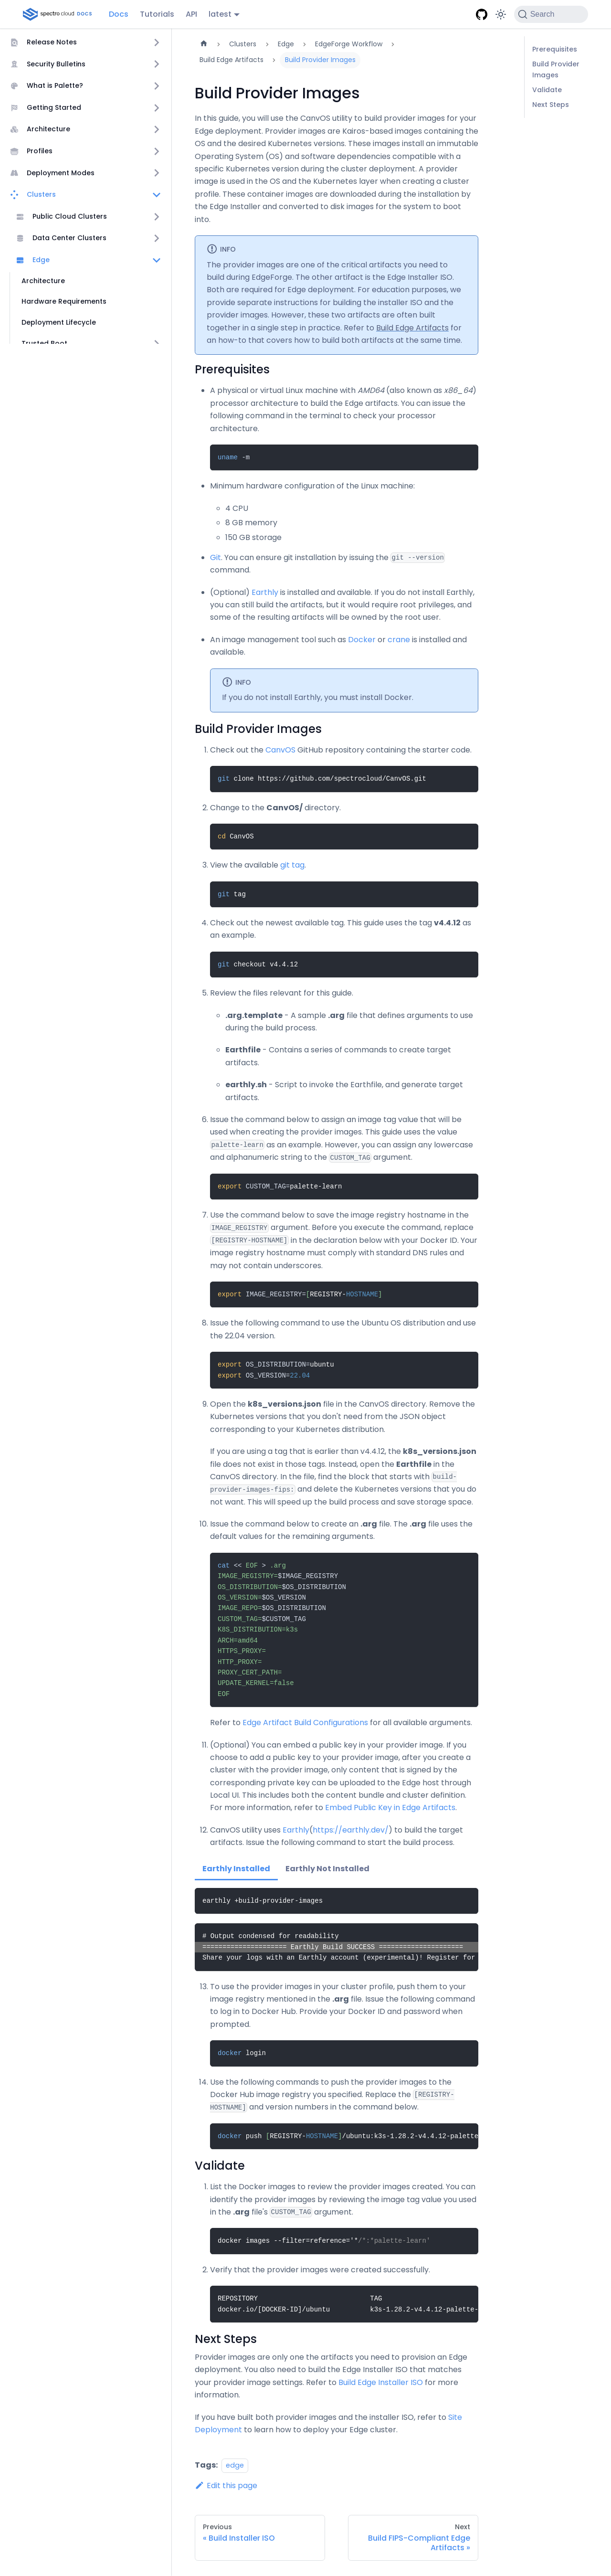 spectro cloud DOCS
Docs
Tutorials
API
latest
Search
Release Notes
Security Bulletins
What is Palette?
Getting Started
Architecture
Profiles
Deployment Modes
Clusters
Public Cloud Clusters
Data Center Clusters
Edge
Architecture
Hardware Requirements
Deployment Lifecycle
Trusted Boot
Clusters
Edge
EdgeForge Workflow
Build Edge Artifacts
Build Provider Images
Build Provider Images
In this guide, you will use the CanvOS utility to build provider images for your
Edge deployment. Provider images are Kairos-based images containing the
OS and the desired Kubernetes versions. These images install an immutable
Operating System (OS) and software dependencies compatible with a
specific Kubernetes version during the cluster deployment. A provider
image is used in the OS and the Kubernetes layer when creating a cluster
profile. These container images are downloaded during the installation by
the Edge Installer and converted to disk images for the system to boot
into.
INFO
The provider images are one of the critical artifacts you need to
build during EdgeForge. The other artifact is the Edge Installer ISO.
Both are required for Edge deployment. For education purposes, we
provide separate instructions for building the installer ISO and the
provider images. However, these two artifacts are often built
together in a single step in practice. Refer to Build Edge Artifacts for
an how-to that covers how to build both artifacts at the same time.
Prerequisites
A physical or virtual Linux machine with AMD64 (also known as x86_64)
processor architecture to build the Edge artifacts. You can issue the
following command in the terminal to check your processor
architecture.
uname -m
Minimum hardware configuration of the Linux machine:
4 CPU
8 GB memory
150 GB storage
Git. You can ensure git installation by issuing the git --version
command.
(Optional) Earthly is installed and available. If you do not install Earthly,
you can still build the artifacts, but it would require root privileges, and
some of the resulting artifacts will be owned by the root user.
An image management tool such as Docker or crane is installed and
available.
INFO
If you do not install Earthly, you must install Docker.
Build Provider Images
1. Check out the CanvOS GitHub repository containing the starter code.
git clone https://github.com/spectrocloud/CanvOS.git
2. Change to the CanvOS/ directory.
cd CanvOS
3. View the available git tag.
git tag
4. Check out the newest available tag. This guide uses the tag v4.4.12 as
an example.
git checkout v4.4.12
5. Review the files relevant for this guide.
.arg.template - A sample .arg file that defines arguments to use
during the build process.
Earthfile - Contains a series of commands to create target
artifacts.
earthly.sh - Script to invoke the Earthfile, and generate target
artifacts.
6. Issue the command below to assign an image tag value that will be
used when creating the provider images. This guide uses the value
palette-learn as an example. However, you can assign any lowercase
and alphanumeric string to the CUSTOM_TAG argument.
export CUSTOM_TAG=palette-learn
7. Use the command below to save the image registry hostname in the
IMAGE_REGISTRY argument. Before you execute the command, replace
[REGISTRY-HOSTNAME] in the declaration below with your Docker ID. Your
image registry hostname must comply with standard DNS rules and
may not contain underscores.
export IMAGE_REGISTRY=[REGISTRY-HOSTNAME]
8. Issue the following command to use the Ubuntu OS distribution and use
the 22.04 version.
export OS_DISTRIBUTION=ubuntu
export OS_VERSION=22.04
9. Open the k8s_versions.json file in the CanvOS directory. Remove the
Kubernetes versions that you don't need from the JSON object
corresponding to your Kubernetes distribution.
If you are using a tag that is earlier than v4.4.12, the k8s_versions.json
file does not exist in those tags. Instead, open the Earthfile in the
CanvOS directory. In the file, find the block that starts with build-
provider-images-fips: and delete the Kubernetes versions that you do
not want. This will speed up the build process and save storage space.
10. Issue the command below to create an .arg file. The .arg file uses the
default values for the remaining arguments.
cat << EOF > .arg
IMAGE_REGISTRY=$IMAGE_REGISTRY
OS_DISTRIBUTION=$OS_DISTRIBUTION
OS_VERSION=$OS_VERSION
IMAGE_REPO=$OS_DISTRIBUTION
CUSTOM_TAG=$CUSTOM_TAG
K8S_DISTRIBUTION=k3s
ARCH=amd64
HTTPS_PROXY=
HTTP_PROXY=
PROXY_CERT_PATH=
UPDATE_KERNEL=false
EOF
Refer to Edge Artifact Build Configurations for all available arguments.
11. (Optional) You can embed a public key in your provider image. If you
choose to add a public key to your provider image, after you create a
cluster with the provider image, only content that is signed by the
corresponding private key can be uploaded to the Edge host through
Local UI. This includes both the content bundle and cluster definition.
For more information, refer to Embed Public Key in Edge Artifacts.
12. CanvOS utility uses Earthly(https://earthly.dev/) to build the target
artifacts. Issue the following command to start the build process.
Earthly Installed
Earthly Not Installed
earthly +build-provider-images
# Output condensed for readability
===================== Earthly Build SUCCESS =====================
Share your logs with an Earthly account (experimental)! Register for
13. To use the provider images in your cluster profile, push them to your
image registry mentioned in the .arg file. Issue the following command
to log in to Docker Hub. Provide your Docker ID and password when
prompted.
docker login
14. Use the following commands to push the provider images to the
Docker Hub image registry you specified. Replace the [REGISTRY-
HOSTNAME] and version numbers in the command below.
docker push [REGISTRY-HOSTNAME]/ubuntu:k3s-1.28.2-v4.4.12-palette
Validate
1. List the Docker images to review the provider images created. You can
identify the provider images by reviewing the image tag value you used
in the .arg file's CUSTOM_TAG argument.
docker images --filter=reference='*/*:*palette-learn'
2. Verify that the provider images were created successfully.
REPOSITORY TAG
docker.io/[DOCKER-ID]/ubuntu k3s-1.28.2-v4.4.12-palette-
Next Steps
Provider images are only one the artifacts you need to provision an Edge
deployment. You also need to build the Edge Installer ISO that matches
your provider image settings. Refer to Build Edge Installer ISO for more
information.
If you have built both provider images and the installer ISO, refer to Site
Deployment to learn how to deploy your Edge cluster.
Tags: edge
Edit this page
Previous
« Build Installer ISO
Next
Build FIPS-Compliant Edge
Artifacts »
Prerequisites
Build Provider
Images
Validate
Next Steps